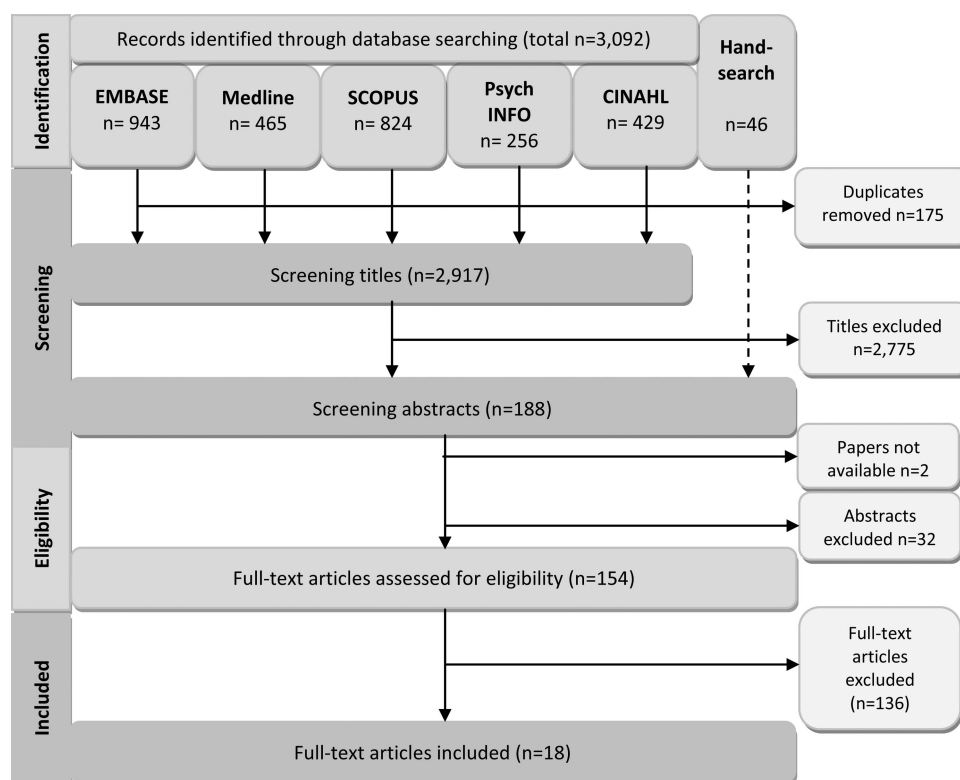 Identification
Records identified through database searching (total n=3,092)
Hand-
search
n=46
EMBASE
n= 943
Medline
n= 465
SCOPUS
n= 824
Psych
INFO
n= 256
CINAHL
n= 429
Duplicates
removed n=175
Screening
Screening titles (n=2,917)
Titles excluded
n=2,775
Screening abstracts (n=188)
Papers not
available n=2
Eligibility
Abstracts
excluded n=32
Full-text articles assessed for eligibility (n=154)
Full-text
articles
excluded
(n=136)
Included
Full-text articles included (n=18)